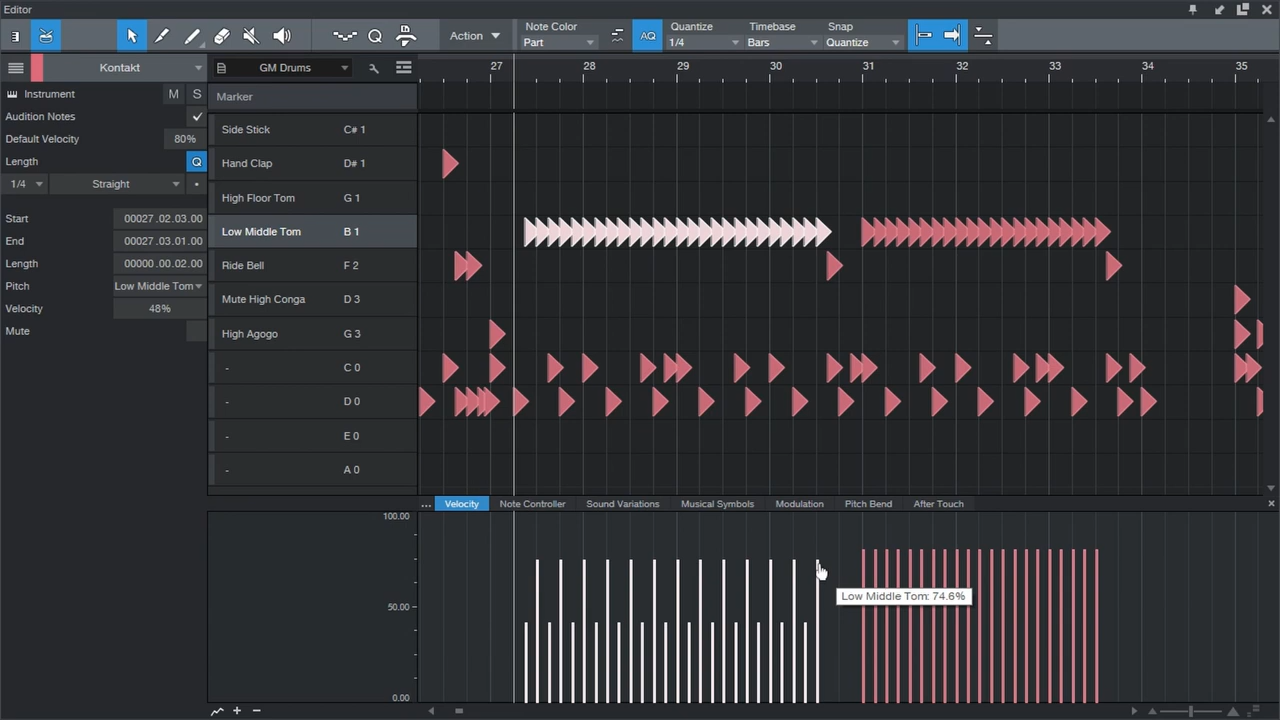 Editor
Action
Note Color
Part
AQ
Quantize
1/4
Timebase
Bars
Snap
Quantize
Kontakt
GM Drums
27 28 29 30 31 32 33 34 35
Instrument M S
Audition Notes
Default Velocity 80%
Length Q
1/4 Straight
Start 00027.02.03.00
End 00027.03.01.00
Length 00000.00.02.00
Pitch Low Middle Tom
Velocity 48%
Mute
Marker
Side Stick C# 1
Hand Clap D# 1
High Floor Tom G 1
Low Middle Tom B 1
Ride Bell F 2
Mute High Conga D 3
High Agogo G 3
- C 0
- D 0
- E 0
- A 0
... Velocity Note Controller Sound Variations Musical Symbols Modulation Pitch Bend After Touch
100.00
50.00
0.00
Low Middle Tom: 74.6%